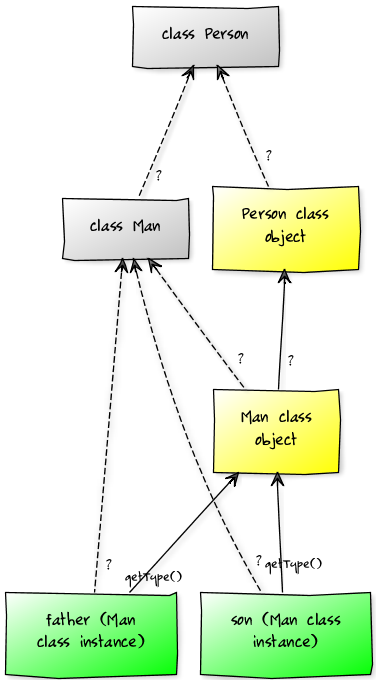 class Person
?
?
class Man
Person class
object
?
?
Man class
object
?
? getType()
getType()
father (Man
class instance)
son (Man class
instance)